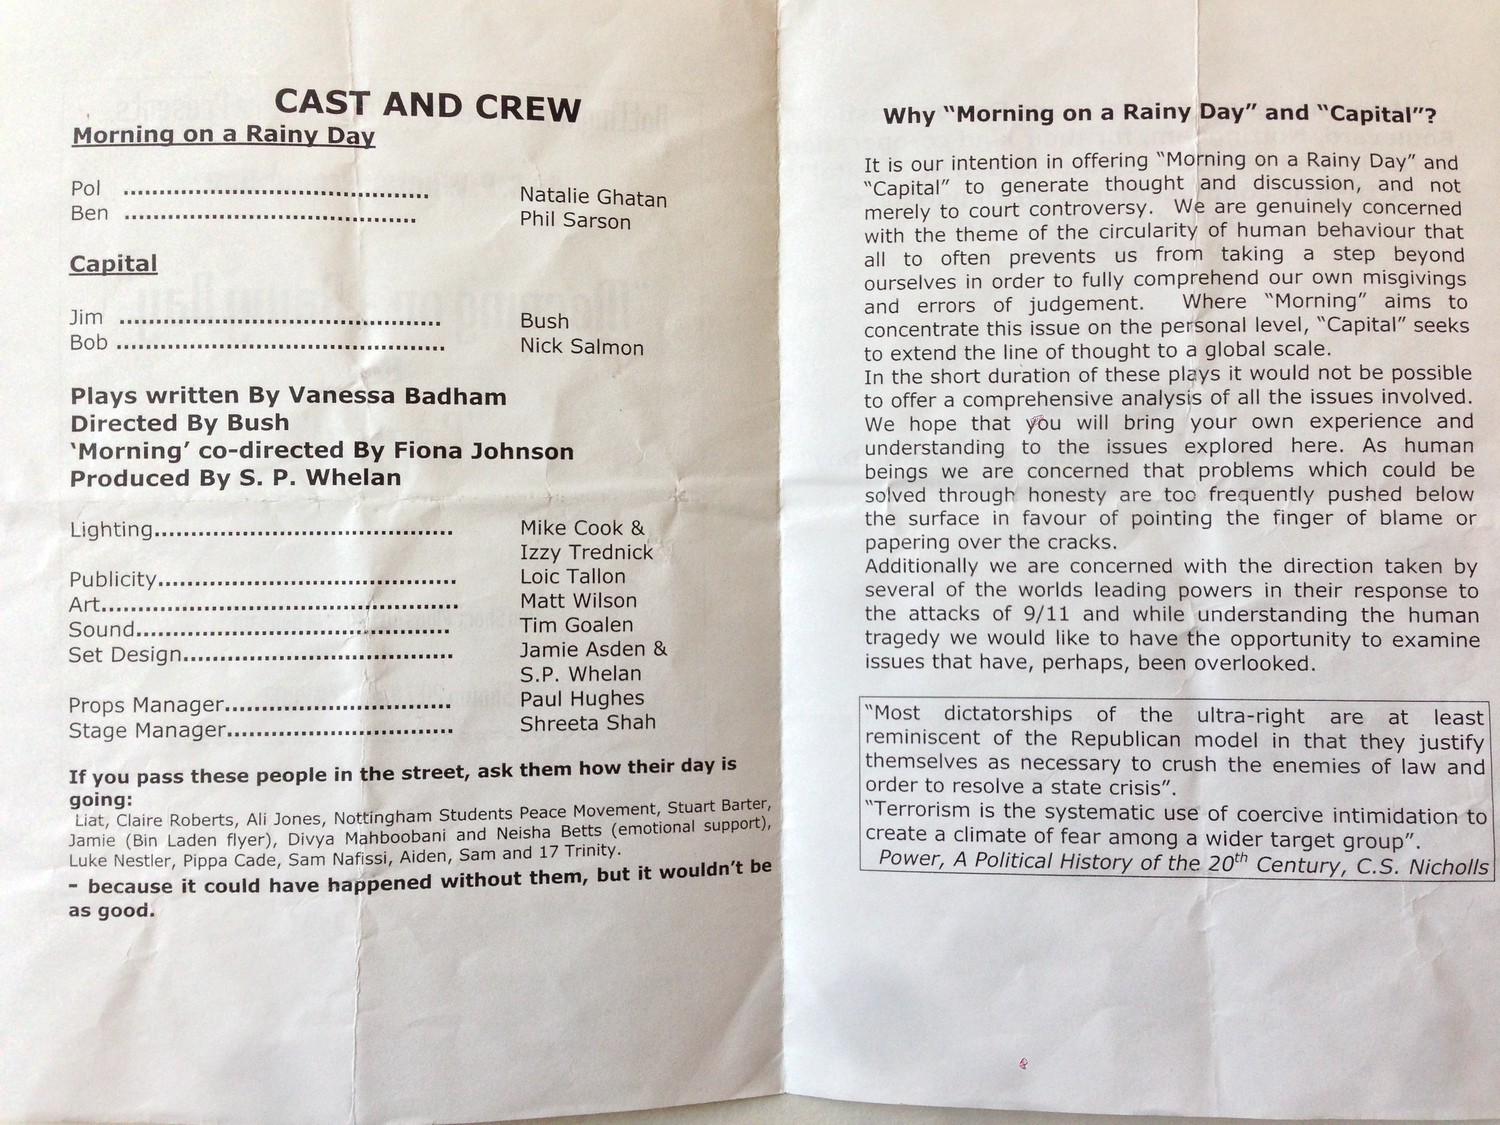 CAST AND CREW
Morning on a Rainy Day
Pol ........................................ Natalie Ghatan
Ben ...................................... Phil Sarson
Capital
Jim ........................................... Bush
Bob ........................................... Nick Salmon
Plays written By Vanessa Badham
Directed By Bush
‘Morning’ co-directed By Fiona Johnson
Produced By S. P. Whelan
Lighting....................................... Mike Cook &
Izzy Trednick
Publicity....................................... Loic Tallon
Art............................................... Matt Wilson
Sound......................................... Tim Goalen
Set Design................................... Jamie Asden &
S.P. Whelan
Props Manager............................. Paul Hughes
Stage Manager............................. Shreeta Shah
If you pass these people in the street, ask them how their day is
going:
Liat, Claire Roberts, Ali Jones, Nottingham Students Peace Movement, Stuart Barter,
Jamie (Bin Laden flyer), Divya Mahboobani and Neisha Betts (emotional support),
Luke Nestler, Pippa Cade, Sam Nafissi, Aiden, Sam and 17 Trinity.
- because it could have happened without them, but it wouldn’t be
as good.
Why “Morning on a Rainy Day” and “Capital”?
It is our intention in offering “Morning on a Rainy Day” and
“Capital” to generate thought and discussion, and not
merely to court controversy. We are genuinely concerned
with the theme of the circularity of human behaviour that
all to often prevents us from taking a step beyond
ourselves in order to fully comprehend our own misgivings
and errors of judgement. Where “Morning” aims to
concentrate this issue on the personal level, “Capital” seeks
to extend the line of thought to a global scale.
In the short duration of these plays it would not be possible
to offer a comprehensive analysis of all the issues involved.
We hope that you will bring your own experience and
understanding to the issues explored here. As human
beings we are concerned that problems which could be
solved through honesty are too frequently pushed below
the surface in favour of pointing the finger of blame or
papering over the cracks.
Additionally we are concerned with the direction taken by
several of the worlds leading powers in their response to
the attacks of 9/11 and while understanding the human
tragedy we would like to have the opportunity to examine
issues that have, perhaps, been overlooked.
“Most dictatorships of the ultra-right are at least
reminiscent of the Republican model in that they justify
themselves as necessary to crush the enemies of law and
order to resolve a state crisis”.
“Terrorism is the systematic use of coercive intimidation to
create a climate of fear among a wider target group”.
Power, A Political History of the 20th Century, C.S. Nicholls